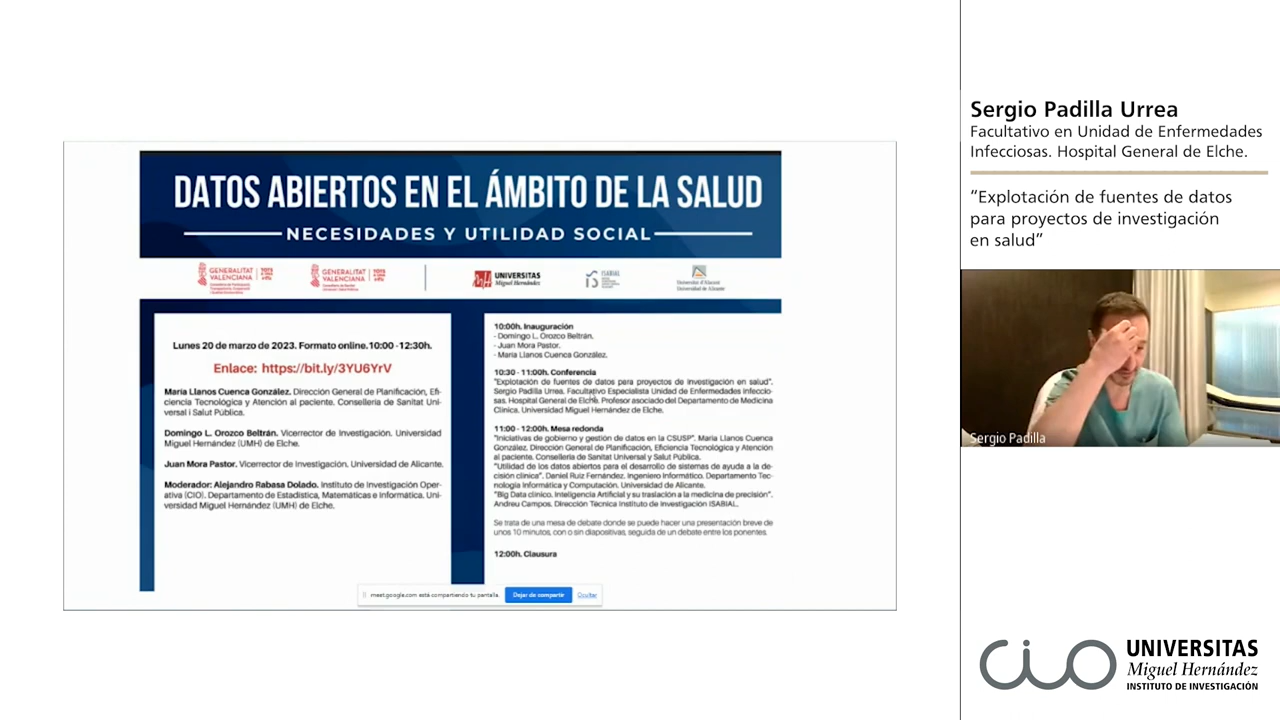 DATOS ABIERTOS EN EL ÁMBITO DE LA SALUD
NECESIDADES Y UTILIDAD SOCIAL
GENERALITAT
VALENCIANA
GENERALITAT
VALENCIANA
UNIVERSITAS
Miguel Hernández
ISABIAL
Universitat d'Alacant
Universidad de Alicante
Lunes 20 de marzo de 2023. Formato online.10:00 -12:30h.
Enlace: https://bit.ly/3YU6YrV
María Llanos Cuenca González. Dirección General de Planificación, Efi-
ciencia Tecnológica y Atención al paciente. Conselleria de Sanitat Uni-
versal i Salut Pública.
Domingo L. Orozco Beltrán. Vicerrector de Investigación. Universidad
Miguel Hernández (UMH) de Elche.
Juan Mora Pastor. Vicerrector de Investigación. Universidad de Alicante.
Moderador: Alejandro Rabasa Dolado. Instituto de Investigación Oper-
ativa (CIO). Departamento de Estadística, Matemáticas e Informática. Uni-
versidad Miguel Hernández (UMH) de Elche.
10:00h. Inauguración
- Domingo L. Orozco Beltrán.
- Juan Mora Pastor.
- María Llanos Cuenca González.
10:30 - 11:00h. Conferencia
"Explotación de fuentes de datos para proyectos de investigación en salud".
Sergio Padilla Urrea. Facultativo Especialista Unidad de Enfermedades Infeccio-
sas. Hospital General de Elche. Profesor asociado del Departamento de Medicina
Clínica. Universidad Miguel Hernández de Elche.
11:00 - 12:00h. Mesa redonda
"Iniciativas de gobierno y gestión de datos en la CSUSP". María Llanos Cuenca
González. Dirección General de Planificación, Eficiencia Tecnológica y Atención
al paciente. Conselleria de Sanitat Universal y Salut Pública.
"Utilidad de los datos abiertos para el desarrollo de sistemas de ayuda a la de-
cisión clínica". Daniel Ruiz Fernández. Ingeniero Informático. Departamento Tec-
nología Informática y Computación. Universidad de Alicante.
"Big Data clínico. Inteligencia Artificial y su traslación a la medicina de precisión".
Andreu Campos. Dirección Técnica Instituto de Investigación ISABIAL.
Se trata de una mesa de debate donde se puede hacer una presentación breve de
unos 10 minutos, con o sin diapositivas, seguida de un debate entre los ponentes.
12:00h. Clausura
meet.google.com está compartiendo tu pantalla.
Dejar de compartir
Ocultar
Sergio Padilla Urrea
Facultativo en Unidad de Enfermedades
Infecciosas. Hospital General de Elche.
"Explotación de fuentes de datos
para proyectos de investigación
en salud"
Sergio Padilla
CIO
UNIVERSITAS
Miguel Hernández
INSTITUTO DE INVESTIGACIÓN